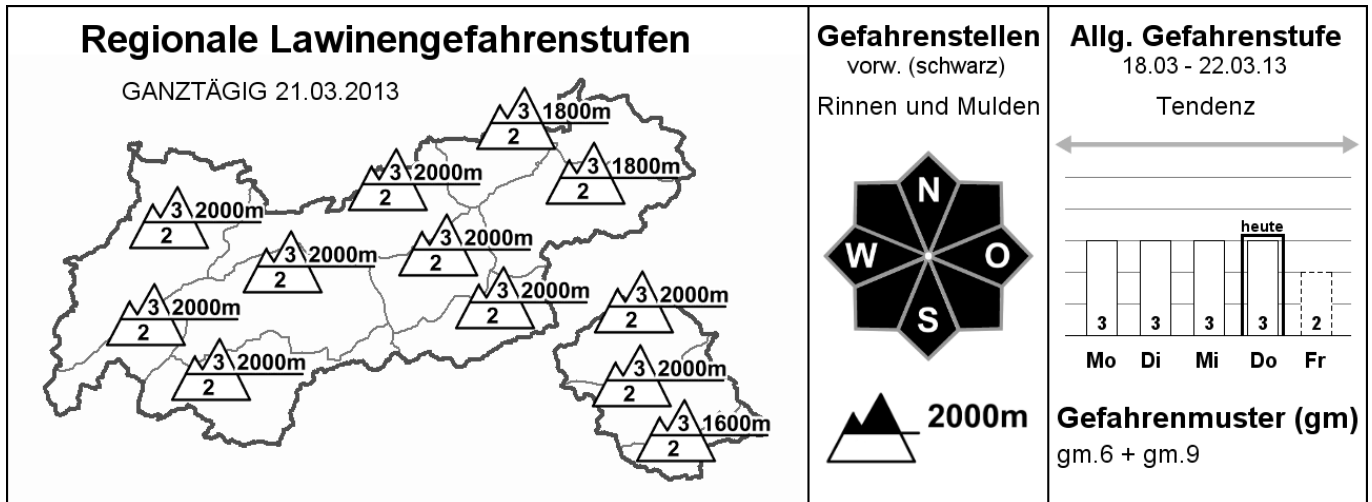 Regionale Lawinengefahrenstufen
GANZTÄGIG 21.03.2013
3 1800m
2
3 1800m
2
3 2000m
2
3 2000m
2
3 2000m
2
3 2000m
2
3 2000m
2
3 2000m
2
3 2000m
2
3 2000m
2
3 2000m
2
3 1600m
2
Gefahrenstellen
vorw. (schwarz)
Rinnen und Mulden
N
W O
S
2000m
Allg. Gefahrenstufe
18.03 - 22.03.13
Tendenz
heute
3 3 3 3 2
Mo Di Mi Do Fr
Gefahrenmuster (gm)
gm.6 + gm.9